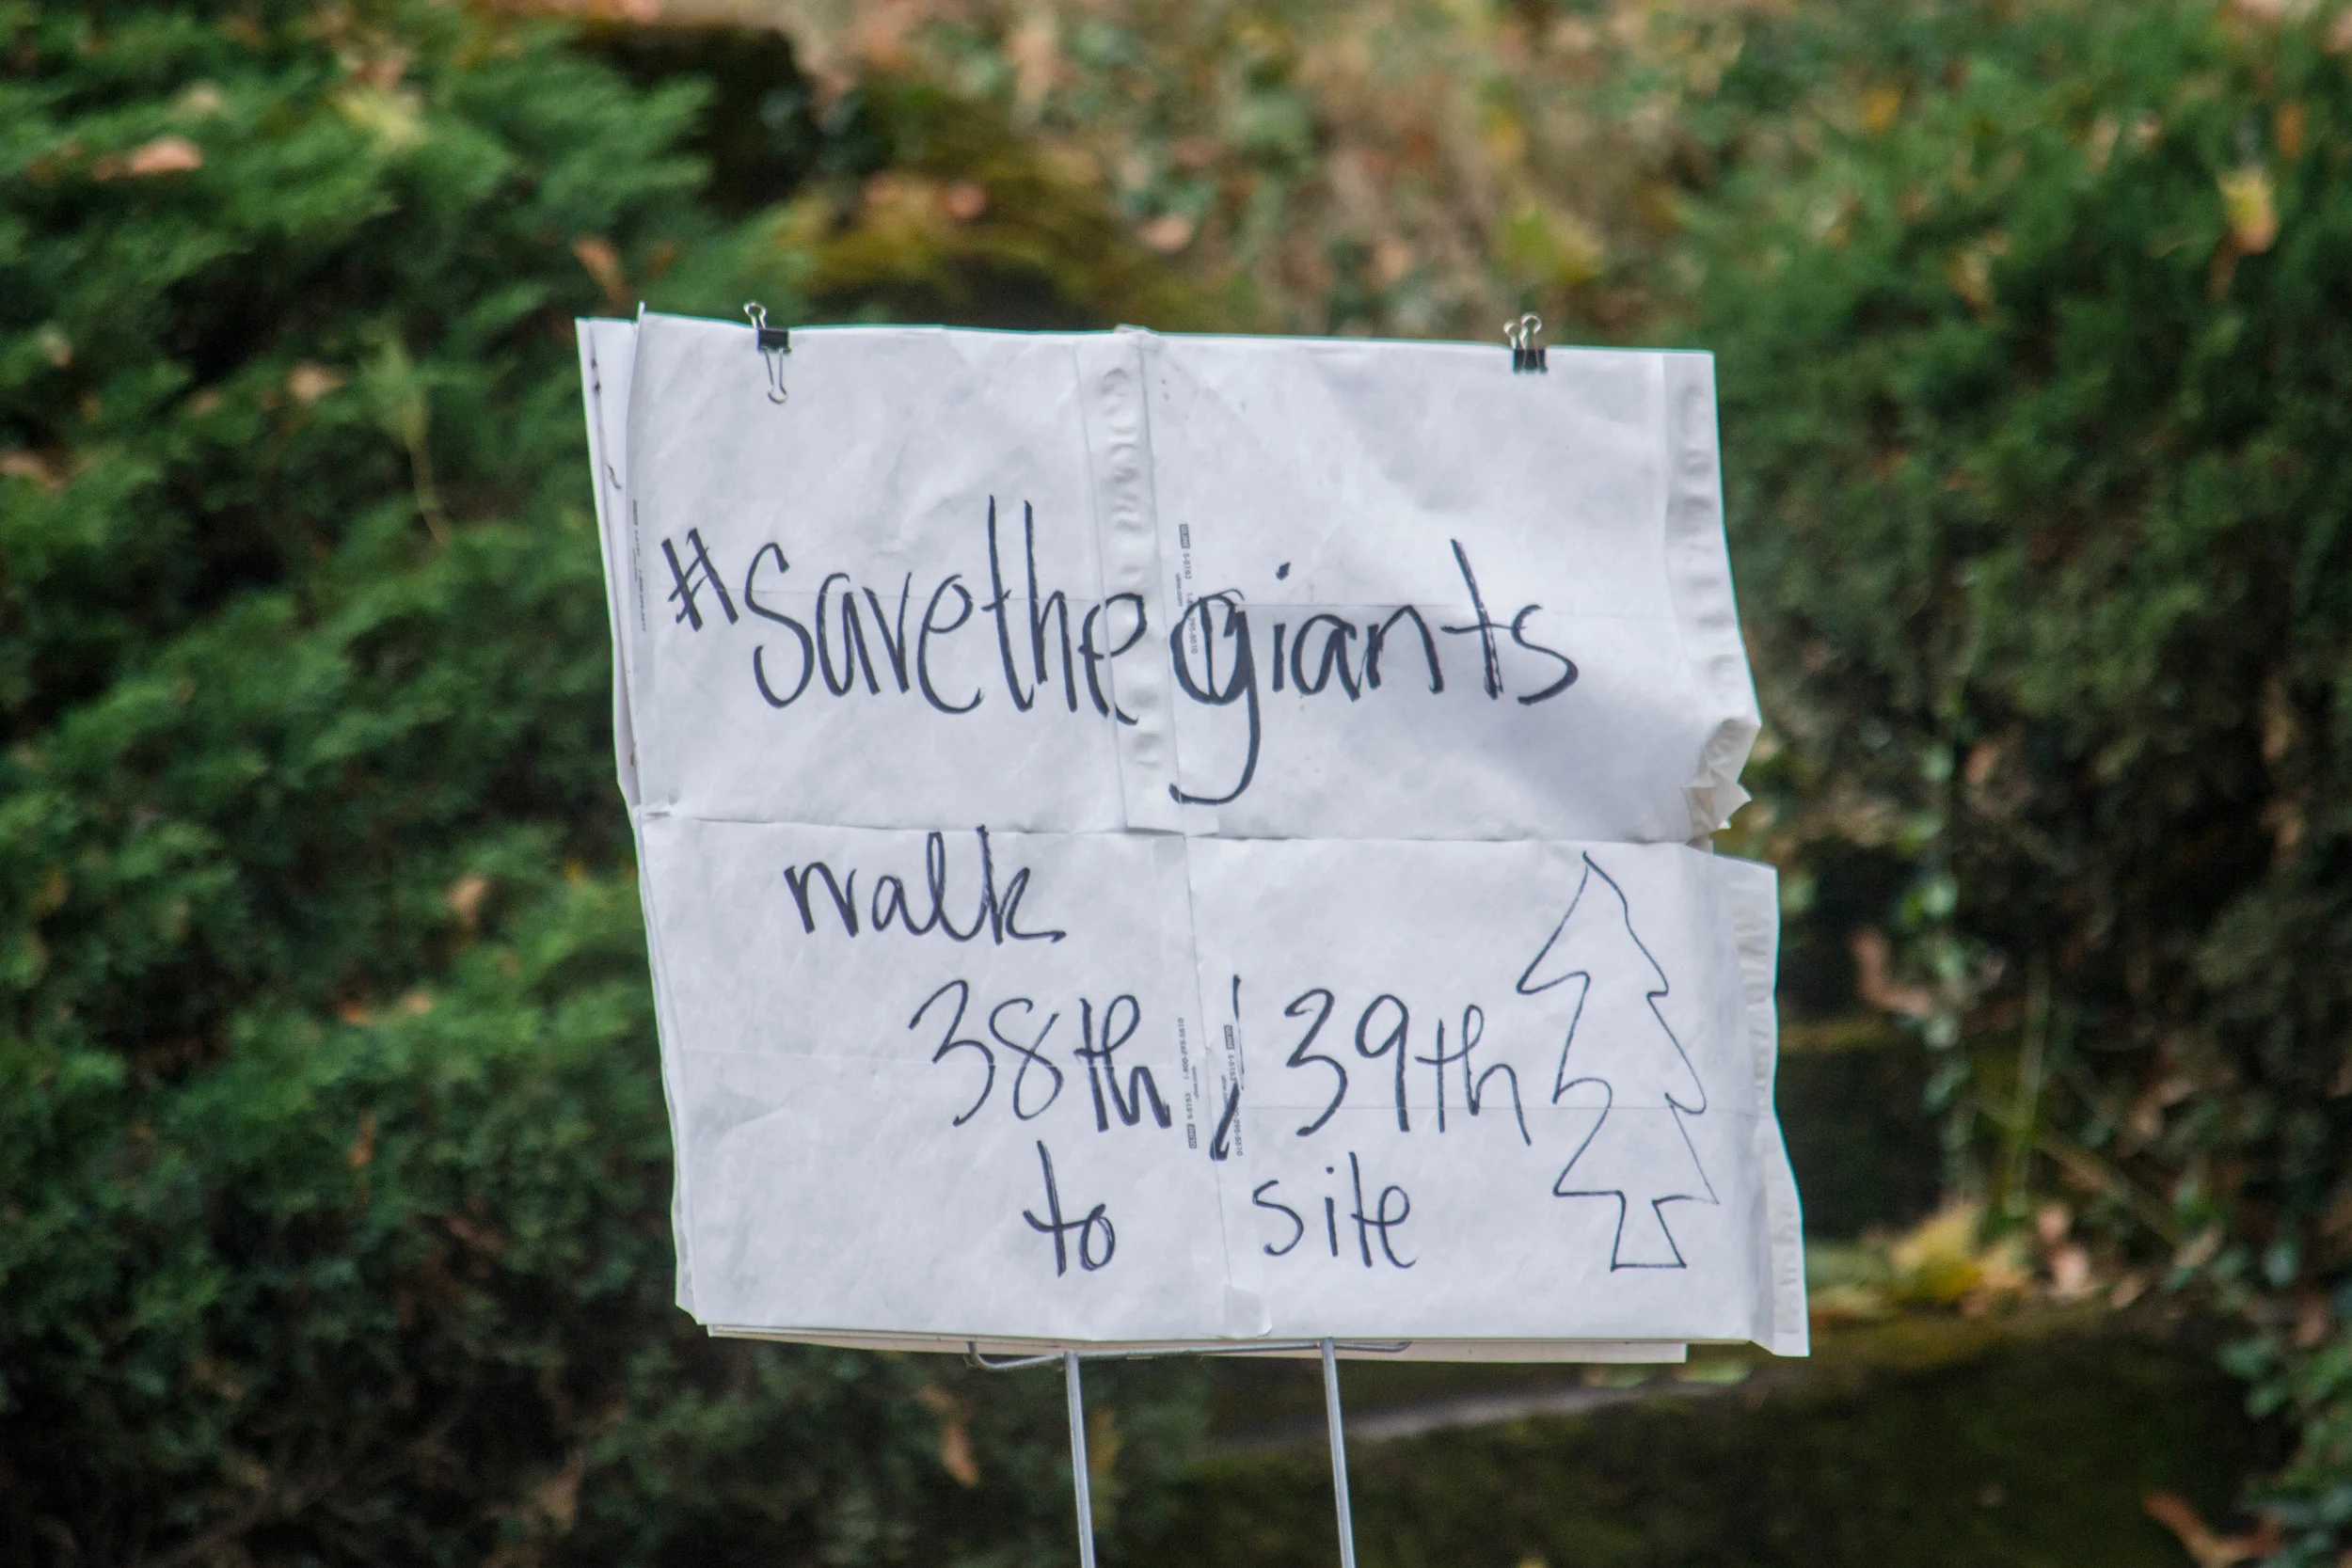 #savethegiants
walk
38th / 39th
to site